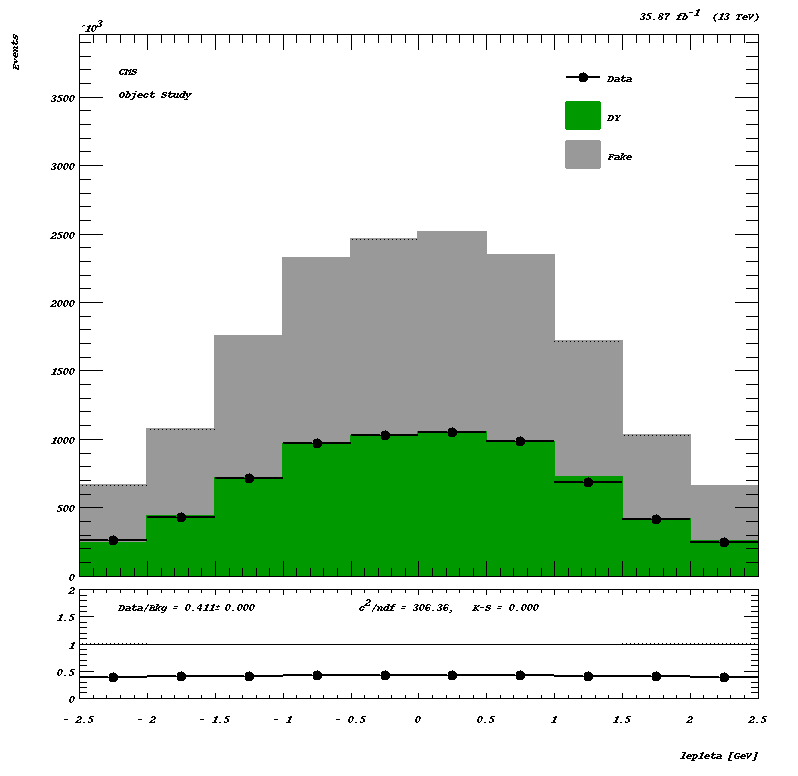 ´10³
35.87 fb⁻¹ (13 TeV)
Events
CMS
Object Study
Data
DY
Fake
3500
3000
2500
2000
1500
1000
500
0
2
1.5
1
0.5
0
Data/Bkg = 0.411± 0.000
c²/ndf = 306.36, K-S = 0.000
- 2.5 - 2 - 1.5 - 1 - 0.5 0 0.5 1 1.5 2 2.5
lep1eta [GeV]